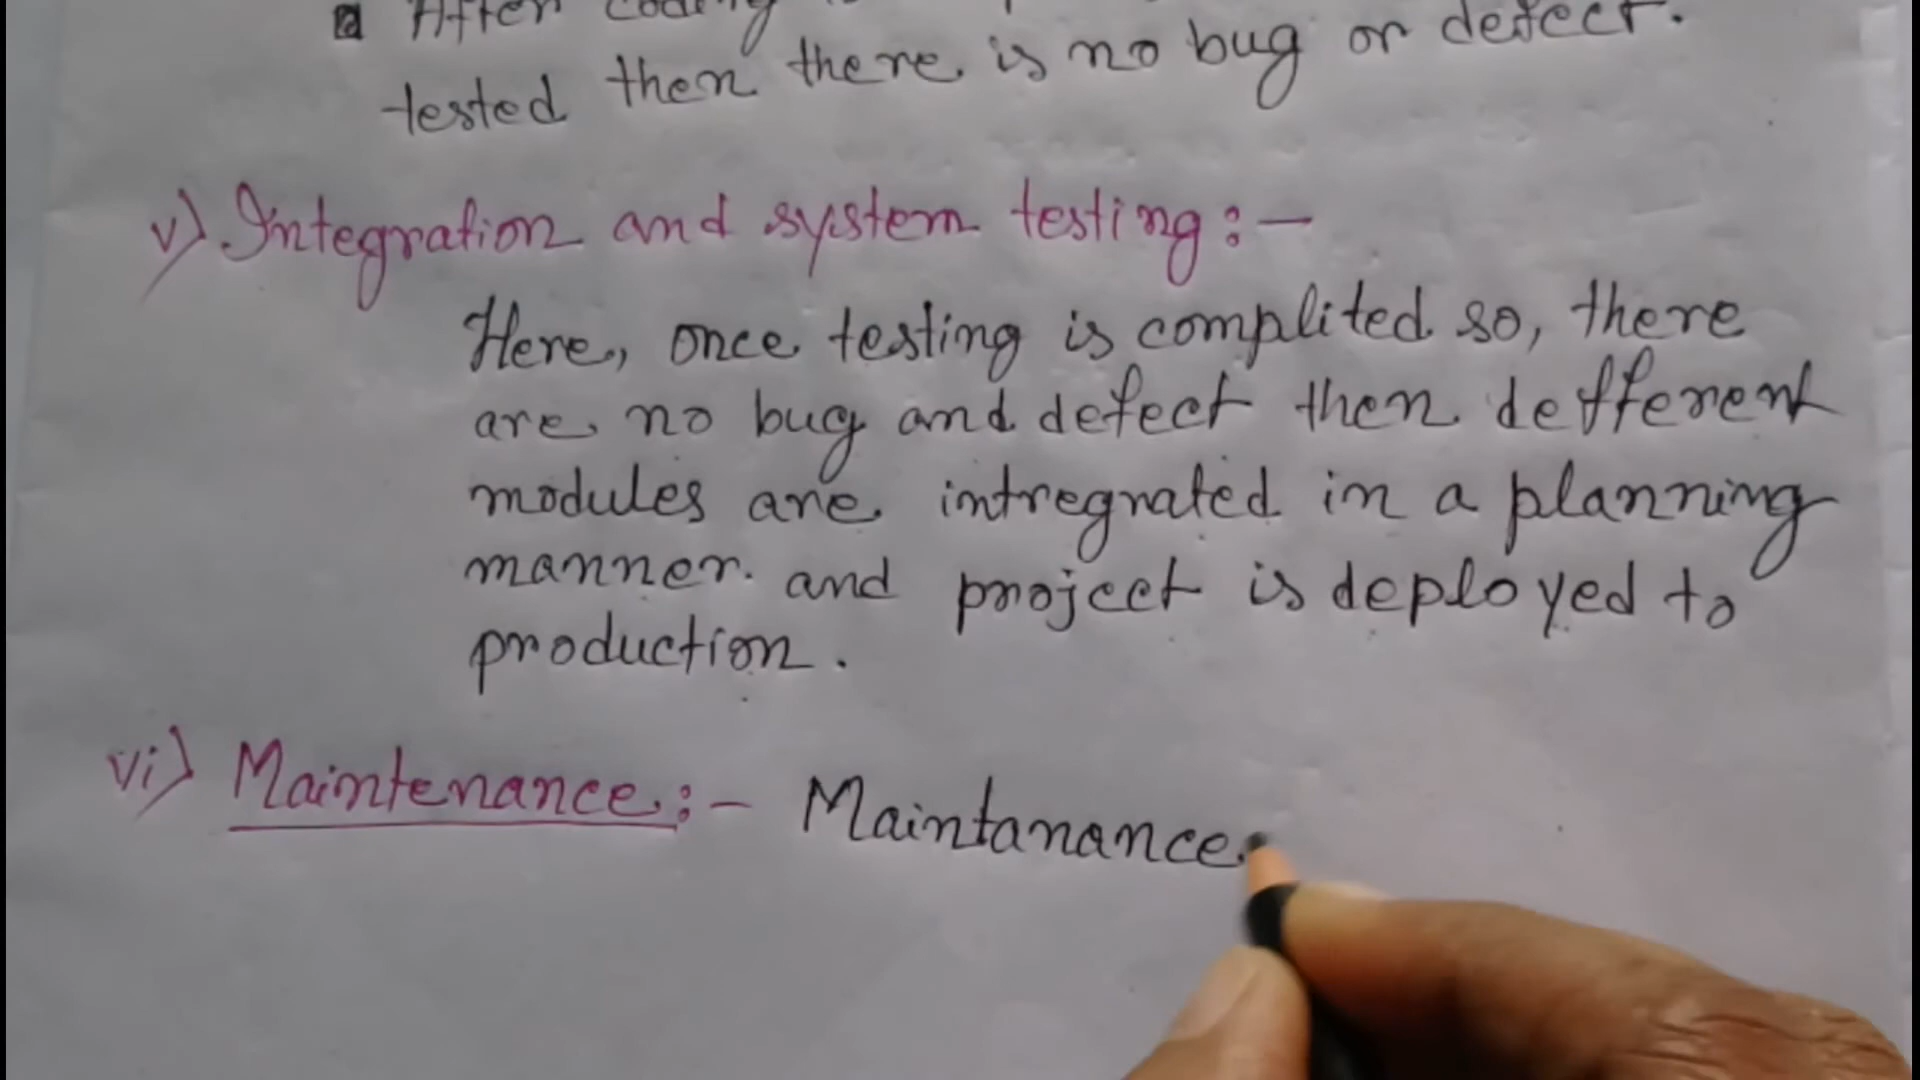 After coding
tested then there is no bug or defect.
v) Integration and system testing:-
Here, once testing is complited so, there
are no bug and defect then defferent
modules are intregrated in a planning
manner. and project is deployed to
production.
vi) Maintenance:- Maintanance